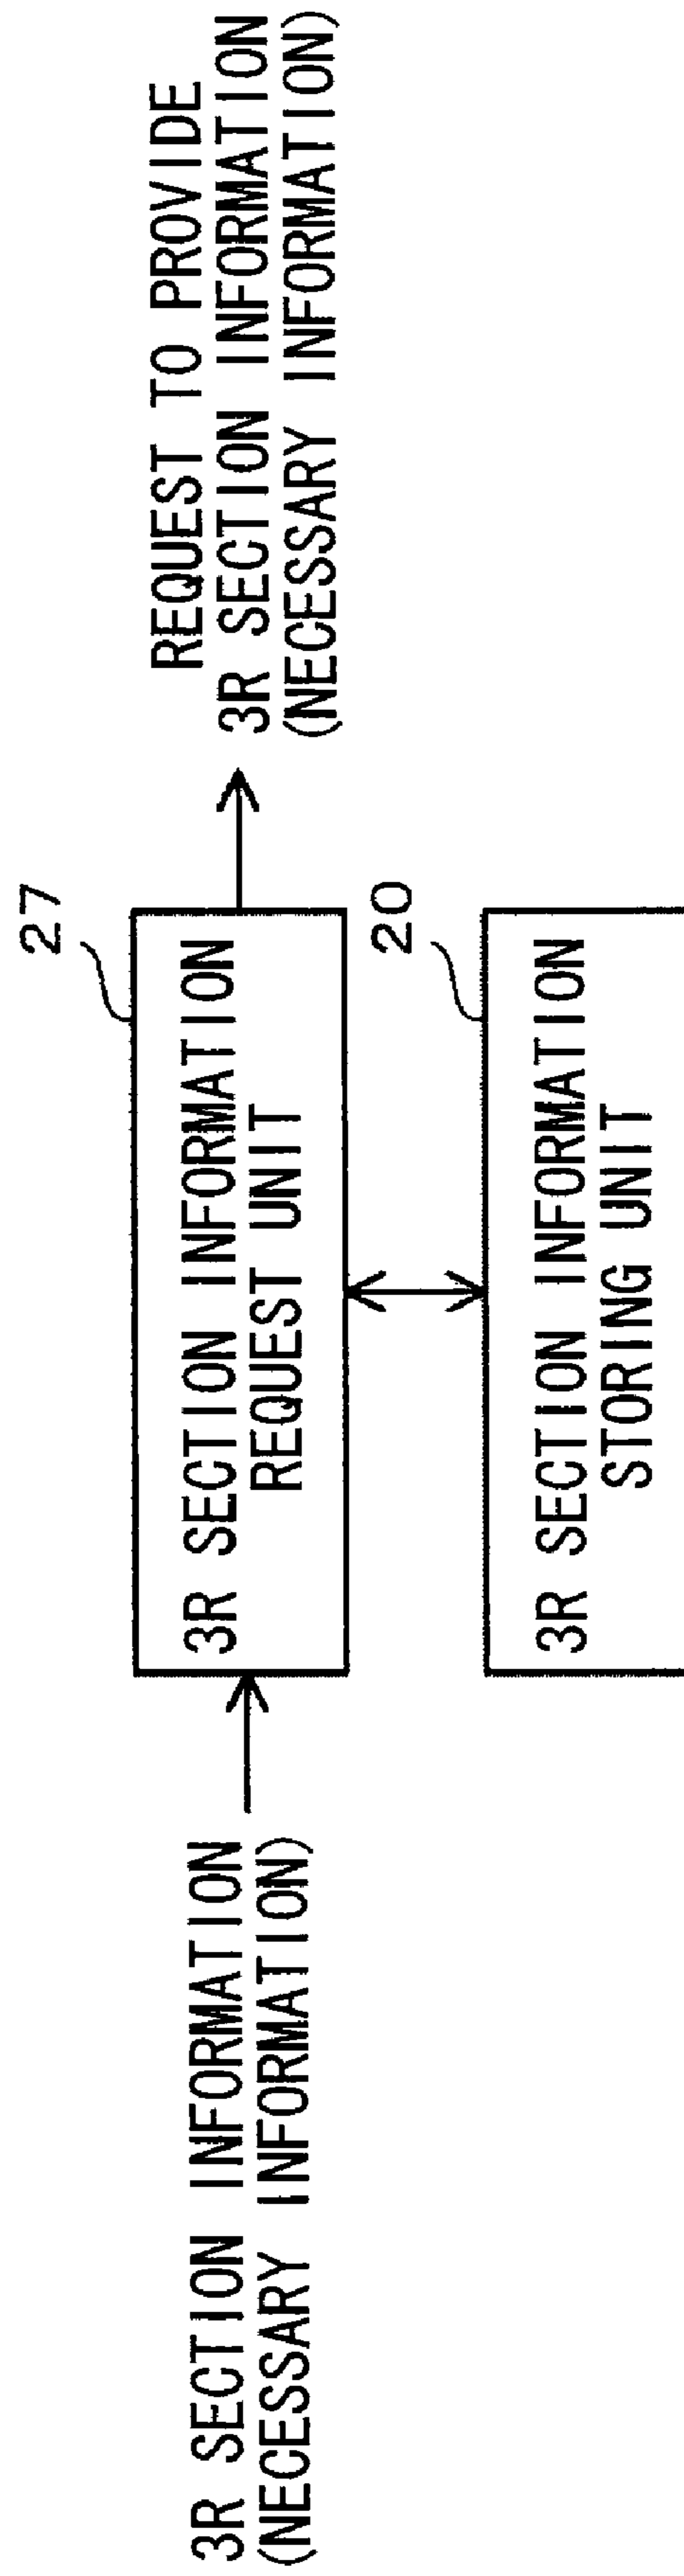 3R SECTION INFORMATION
(NECESSARY INFORMATION)
27
3R SECTION INFORMATION
REQUEST UNIT
REQUEST TO PROVIDE
3R SECTION INFORMATION
(NECESSARY INFORMATION)
20
3R SECTION INFORMATION
STORING UNIT